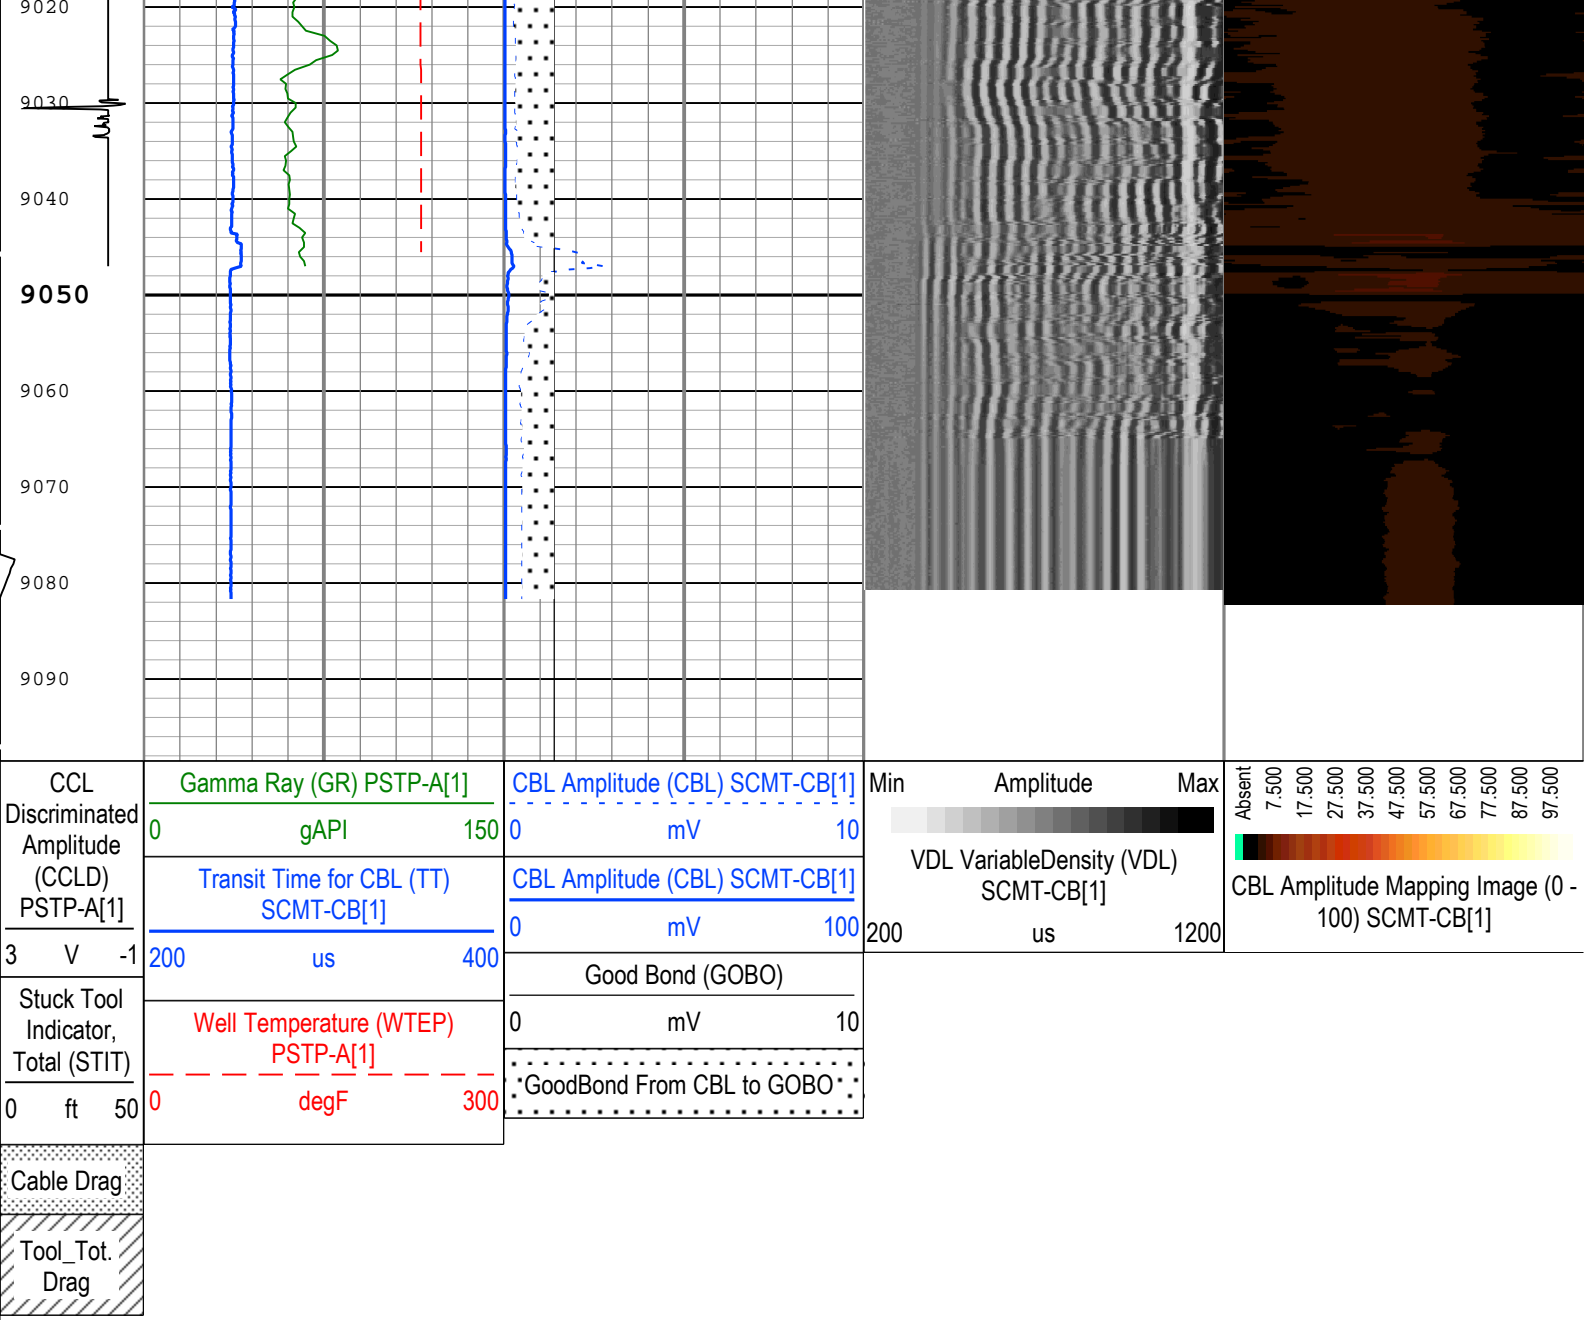 9020
9030
9040
9050
9060
9070
9080
9090
CCL
Discriminated
Amplitude
(CCLD)
PSTP-A[1]
3 V -1
Stuck Tool
Indicator,
Total (STIT)
0 ft 50
Cable Drag
Tool_Tot.
Drag
Gamma Ray (GR) PSTP-A[1]
0 gAPI 150
Transit Time for CBL (TT)
SCMT-CB[1]
200 us 400
Well Temperature (WTEP)
PSTP-A[1]
0 degF 300
CBL Amplitude (CBL) SCMT-CB[1]
0 mV 10
CBL Amplitude (CBL) SCMT-CB[1]
0 mV 100
Good Bond (GOBO)
0 mV 10
GoodBond From CBL to GOBO
Min Amplitude Max
VDL VariableDensity (VDL)
SCMT-CB[1]
200 us 1200
Absent
7.500
17.500
27.500
37.500
47.500
57.500
67.500
77.500
87.500
97.500
CBL Amplitude Mapping Image (0 -
100) SCMT-CB[1]